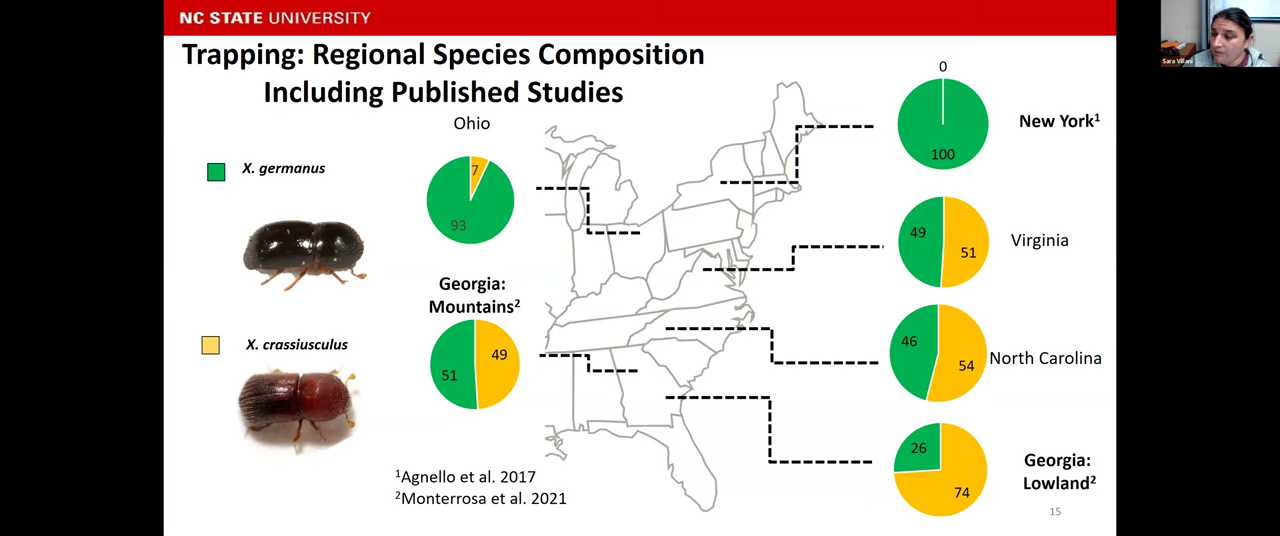 NC STATE UNIVERSITY
Trapping: Regional Species Composition
Including Published Studies
Sara Villani
Ohio
7
93
X. germanus
X. crassiusculus
Georgia:
Mountains²
49
51
0
100
New York¹
49
51
Virginia
46
54
North Carolina
26
74
Georgia:
Lowland²
¹Agnello et al. 2017
²Monterrosa et al. 2021
15